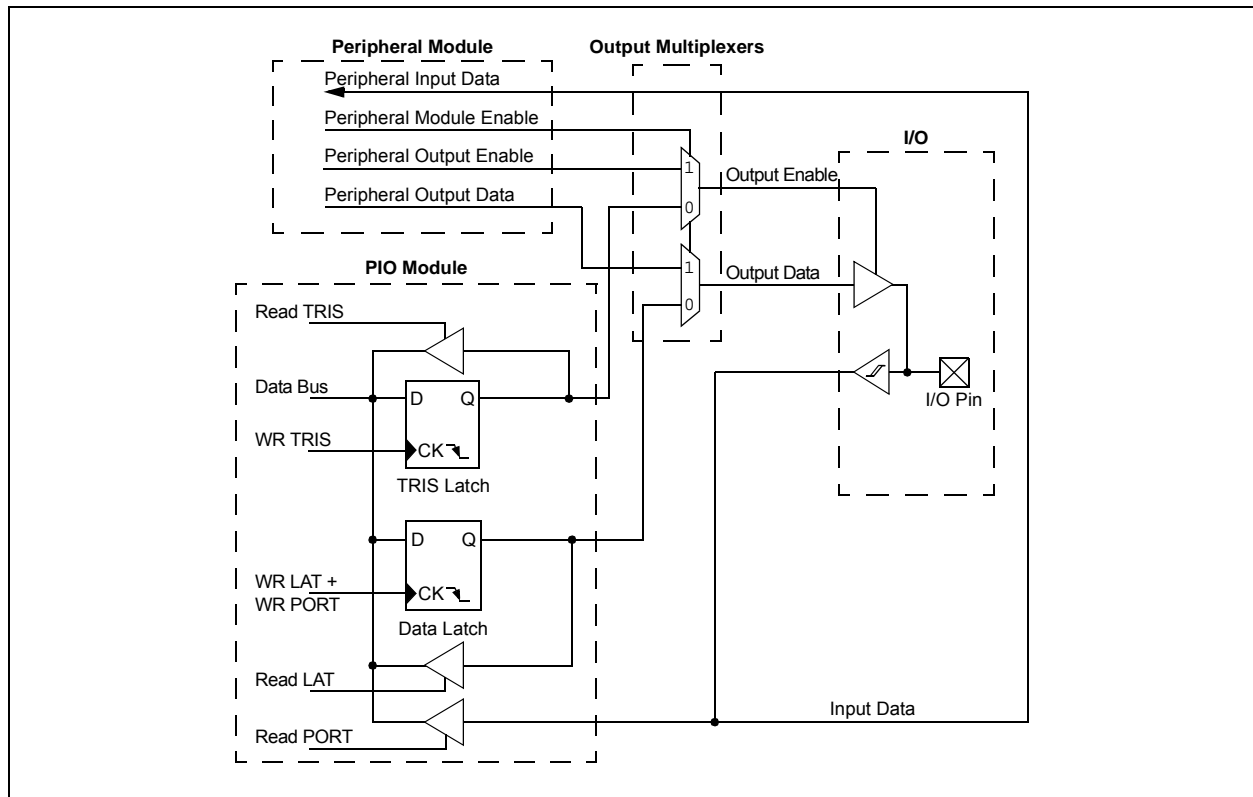 Peripheral Module
Output Multiplexers
Peripheral Input Data
Peripheral Module Enable
Peripheral Output Enable
Peripheral Output Data
1
0
1
0
Output Enable
Output Data
I/O
I/O Pin
PIO Module
Read TRIS
Data Bus
D Q
WR TRIS
CK
TRIS Latch
D Q
WR LAT +
WR PORT
CK
Data Latch
Read LAT
Read PORT
Input Data